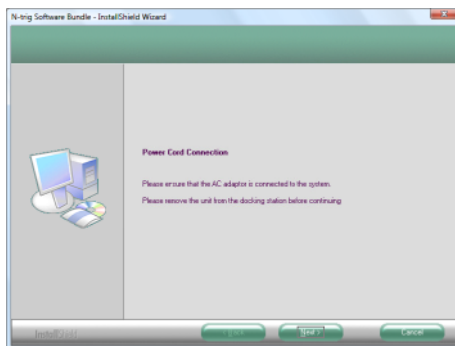 N-trig Software Bundle - InstallShield Wizard
Power Cord Connection
Please ensure that the AC adaptor is connected to the system.
Please remove the unit from the docking station before continuing
InstallShield
Next >
Cancel